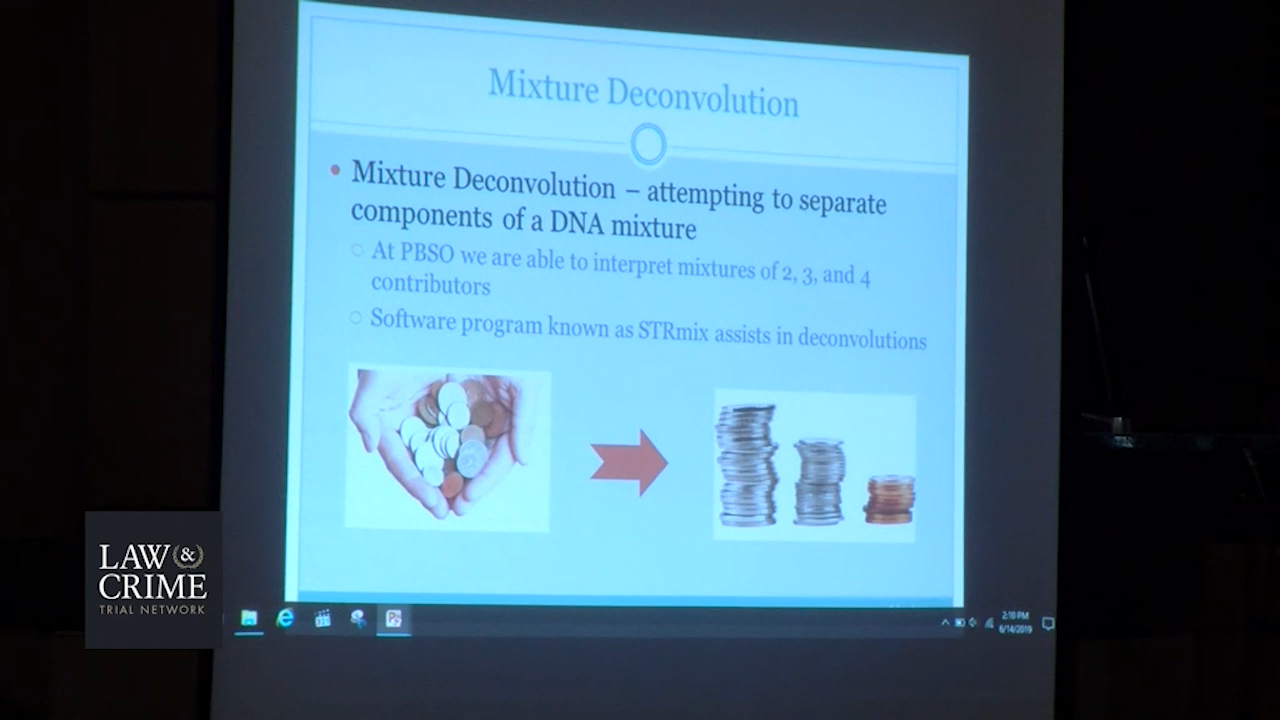 Mixture Deconvolution
Mixture Deconvolution – attempting to separate
components of a DNA mixture
At PBSO we are able to interpret mixtures of 2, 3, and 4
contributors
Software program known as STRmix assists in deconvolutions
LAW &
CRIME
TRIAL NETWORK
2:10 PM
6/14/2019